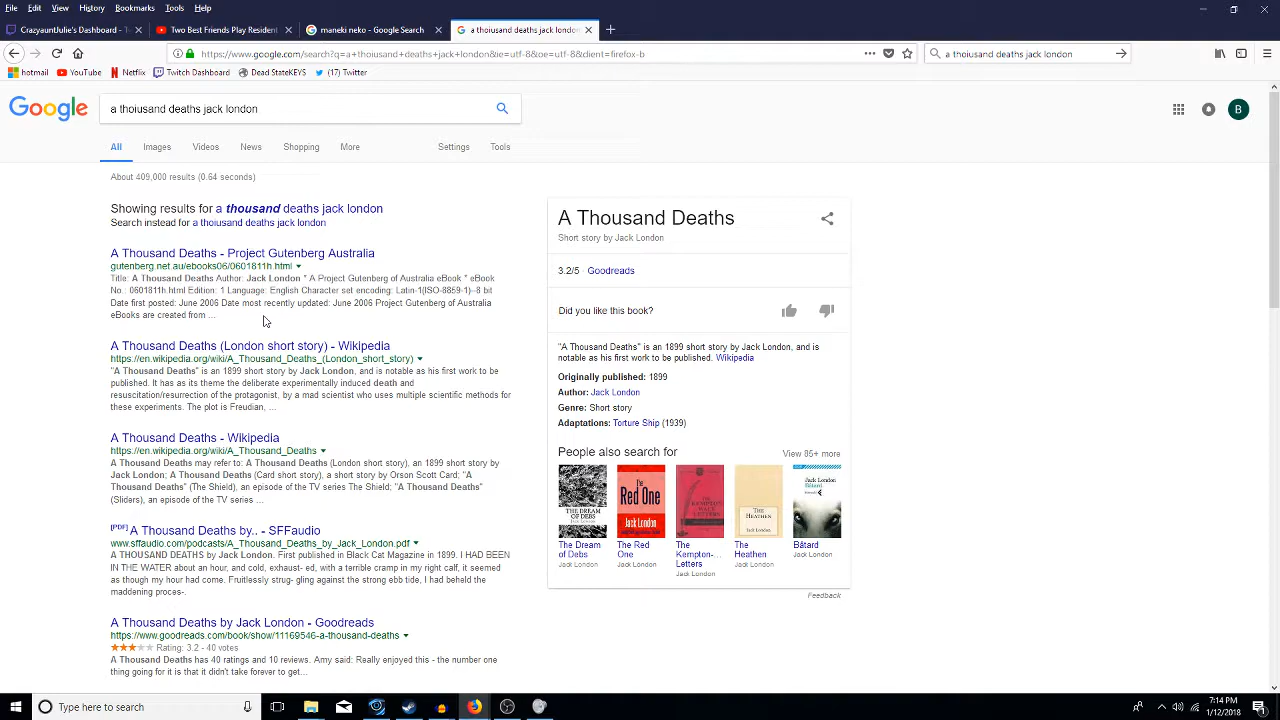 File Edit View History Bookmarks Tools Help
CrazyauntJulie's Dashboard - Tw
Two Best Friends Play Resident
maneki neko - Google Search
a thoiusand deaths jack london
https://www.google.com/search?q=a+thoiusand+deaths+jack+london&ie=utf-8&oe=utf-8&client=firefox-b
a thoiusand deaths jack london
hotmail YouTube Netflix Twitch Dashboard Dead StateKEYS (17) Twitter
Google
a thoiusand deaths jack london
B
All Images Videos News Shopping More Settings Tools
About 409,000 results (0.64 seconds)
Showing results for a thousand deaths jack london
Search instead for a thoiusand deaths jack london
A Thousand Deaths - Project Gutenberg Australia
gutenberg.net.au/ebooks06/0601811h.html
Title: A Thousand Deaths Author: Jack London * A Project Gutenberg of Australia eBook * eBook
No.: 0601811h.html Edition: 1 Language: English Character set encoding: Latin-1(ISO-8859-1)--8 bit
Date first posted: June 2006 Date most recently updated: June 2006 Project Gutenberg of Australia
eBooks are created from ...
A Thousand Deaths (London short story) - Wikipedia
https://en.wikipedia.org/wiki/A_Thousand_Deaths_(London_short_story)
"A Thousand Deaths" is an 1899 short story by Jack London, and is notable as his first work to be
published. It has as its theme the deliberate experimentally induced death and
resuscitation/resurrection of the protagonist, by a mad scientist who uses multiple scientific methods for
these experiments. The plot is Freudian, ...
A Thousand Deaths - Wikipedia
https://en.wikipedia.org/wiki/A_Thousand_Deaths
A Thousand Deaths may refer to: A Thousand Deaths (London short story), an 1899 short story by
Jack London; A Thousand Deaths (Card short story), a short story by Orson Scott Card; "A
Thousand Deaths" (The Shield), an episode of the TV series The Shield; "A Thousand Deaths"
(Sliders), an episode of the TV series ...
[PDF] A Thousand Deaths by.. - SFFaudio
www.sffaudio.com/podcasts/A_Thousand_Deaths_by_Jack_London.pdf
A THOUSAND DEATHS by Jack London. First published in Black Cat Magazine in 1899. I HAD BEEN
IN THE WATER about an hour, and cold, exhaust- ed, with a terrible cramp in my right calf, it seemed
as though my hour had come. Fruitlessly strug- gling against the strong ebb tide, I had beheld the
maddening proces-.
A Thousand Deaths by Jack London - Goodreads
https://www.goodreads.com/book/show/11169546-a-thousand-deaths
Rating: 3.2 - 40 votes
A Thousand Deaths has 40 ratings and 10 reviews. Amy said: Really enjoyed this - the number one
thing going for it is that it didn't take forever to get...
A Thousand Deaths
Short story by Jack London
3.2/5 · Goodreads
Did you like this book?
"A Thousand Deaths" is an 1899 short story by Jack London, and is
notable as his first work to be published. Wikipedia
Originally published: 1899
Author: Jack London
Genre: Short story
Adaptations: Torture Ship (1939)
People also search for
View 85+ more
THE DREAM OF DEBS
The Red One
Jack London
THE KEMPTON-WACE LETTERS
THE HEATHEN
Jack London
Bâtard
The Dream of Debs
Jack London
The Red One
Jack London
The Kempton-... Letters
Jack London
The Heathen
Jack London
Bâtard
Jack London
Feedback
Type here to search
7:14 PM
1/12/2018